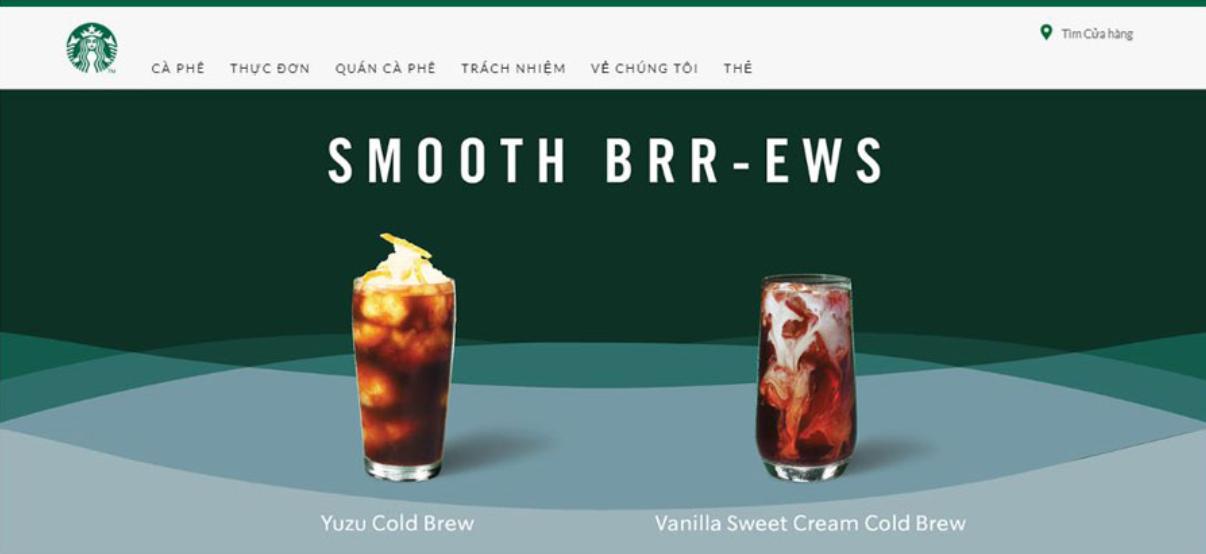 Tìm Cửa hàng
CÀ PHÊ THỰC ĐƠN QUÁN CÀ PHÊ TRÁCH NHIỆM VỀ CHÚNG TÔI THẺ
SMOOTH BRR-EWS
Yuzu Cold Brew Vanilla Sweet Cream Cold Brew